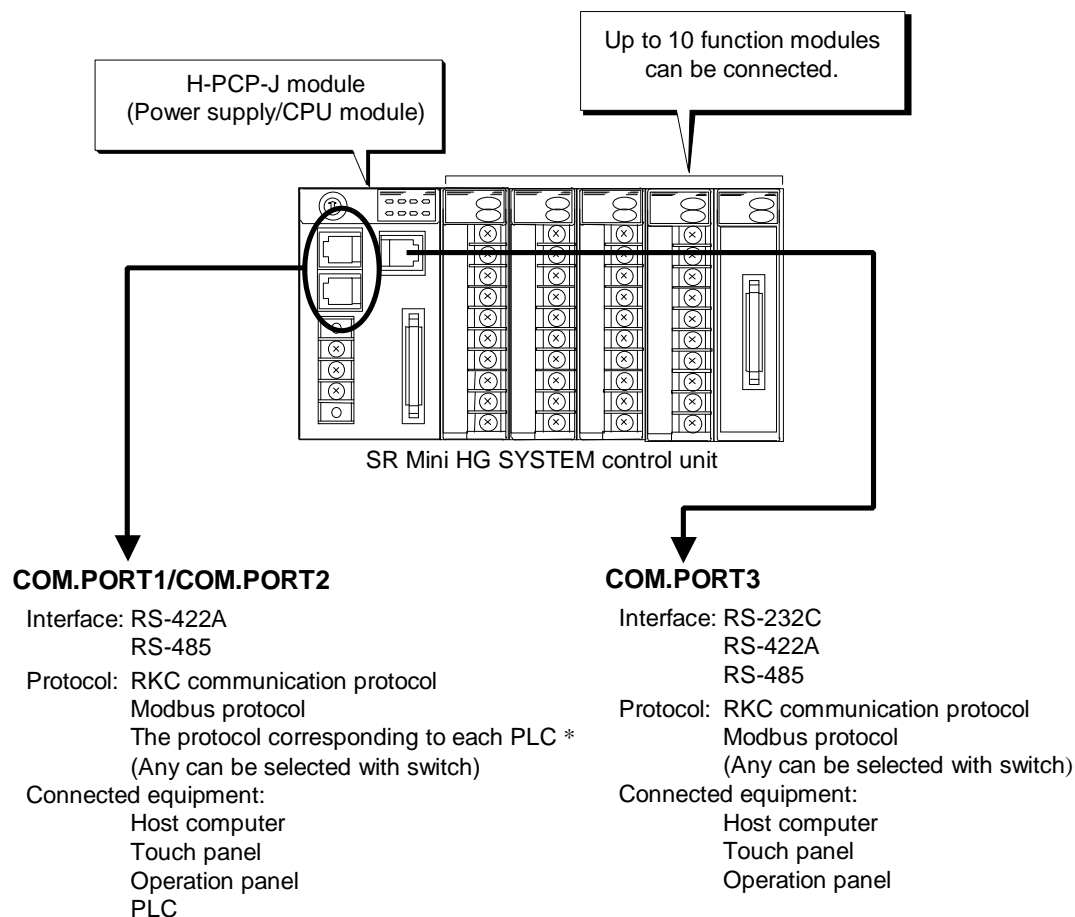 Up to 10 function modules
can be connected.
H-PCP-J module
(Power supply/CPU module)
SR Mini HG SYSTEM control unit
COM.PORT1/COM.PORT2
Interface: RS-422A
RS-485
Protocol: RKC communication protocol
Modbus protocol
The protocol corresponding to each PLC *
(Any can be selected with switch)
Connected equipment:
Host computer
Touch panel
Operation panel
PLC
COM.PORT3
Interface: RS-232C
RS-422A
RS-485
Protocol: RKC communication protocol
Modbus protocol
(Any can be selected with switch)
Connected equipment:
Host computer
Touch panel
Operation panel